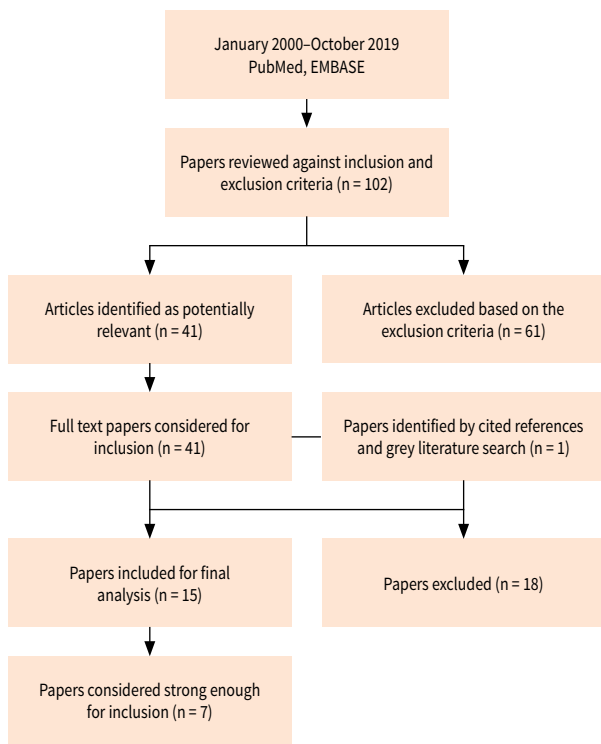 January 2000–October 2019
PubMed, EMBASE
Papers reviewed against inclusion and
exclusion criteria (n = 102)
Articles identified as potentially
relevant (n = 41)
Articles excluded based on the
exclusion criteria (n = 61)
Full text papers considered for
inclusion (n = 41)
Papers identified by cited references
and grey literature search (n = 1)
Papers included for final
analysis (n = 15)
Papers excluded (n = 18)
Papers considered strong enough
for inclusion (n = 7)